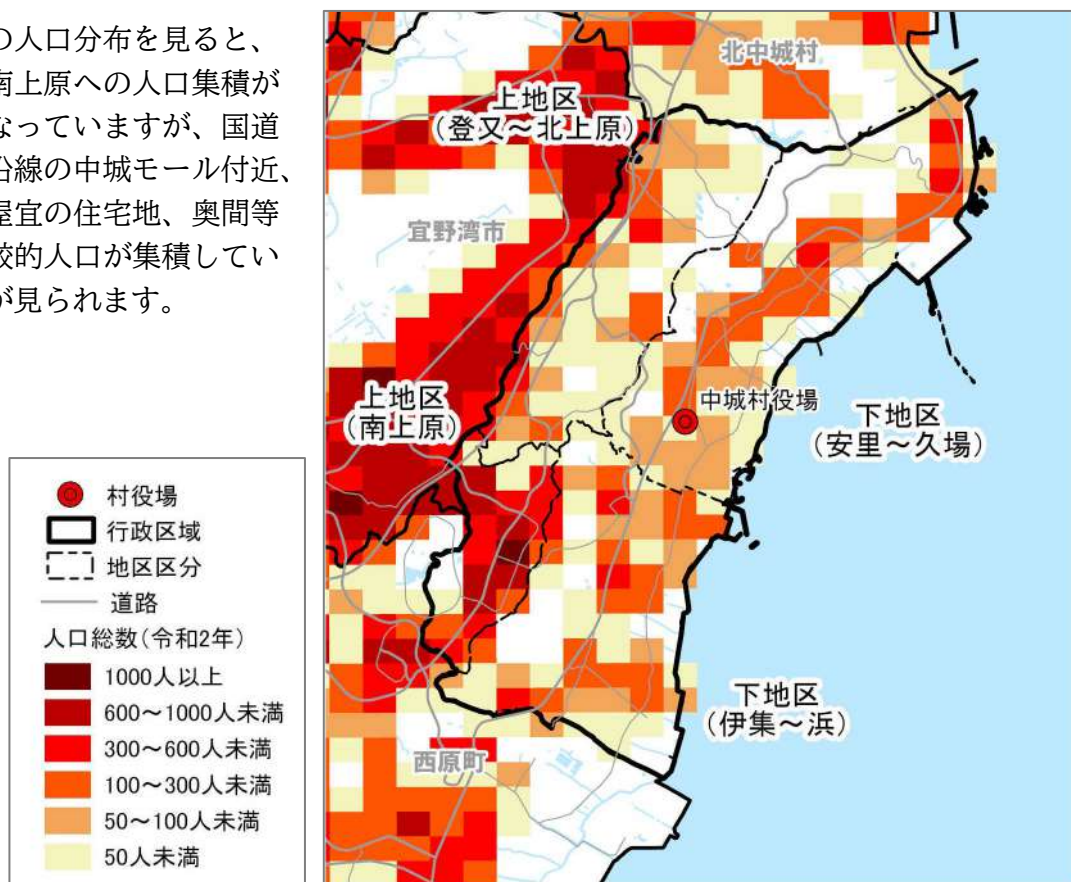 の人口分布を見ると、
南上原への人口集積が
なっていますが、国道
沿線の中城モール付近、
屋宜の住宅地、奥間等
較的人口が集積してい
が見られます。
北中城村
上地区
(登又~北上原)
宜野湾市
上地区
(南上原)
中城村役場
下地区
(安里~久場)
下地区
(伊集~浜)
西原町
村役場
行政区域
地区区分
道路
人口総数(令和2年)
1000人以上
600~1000人未満
300~600人未満
100~300人未満
50~100人未満
50人未満